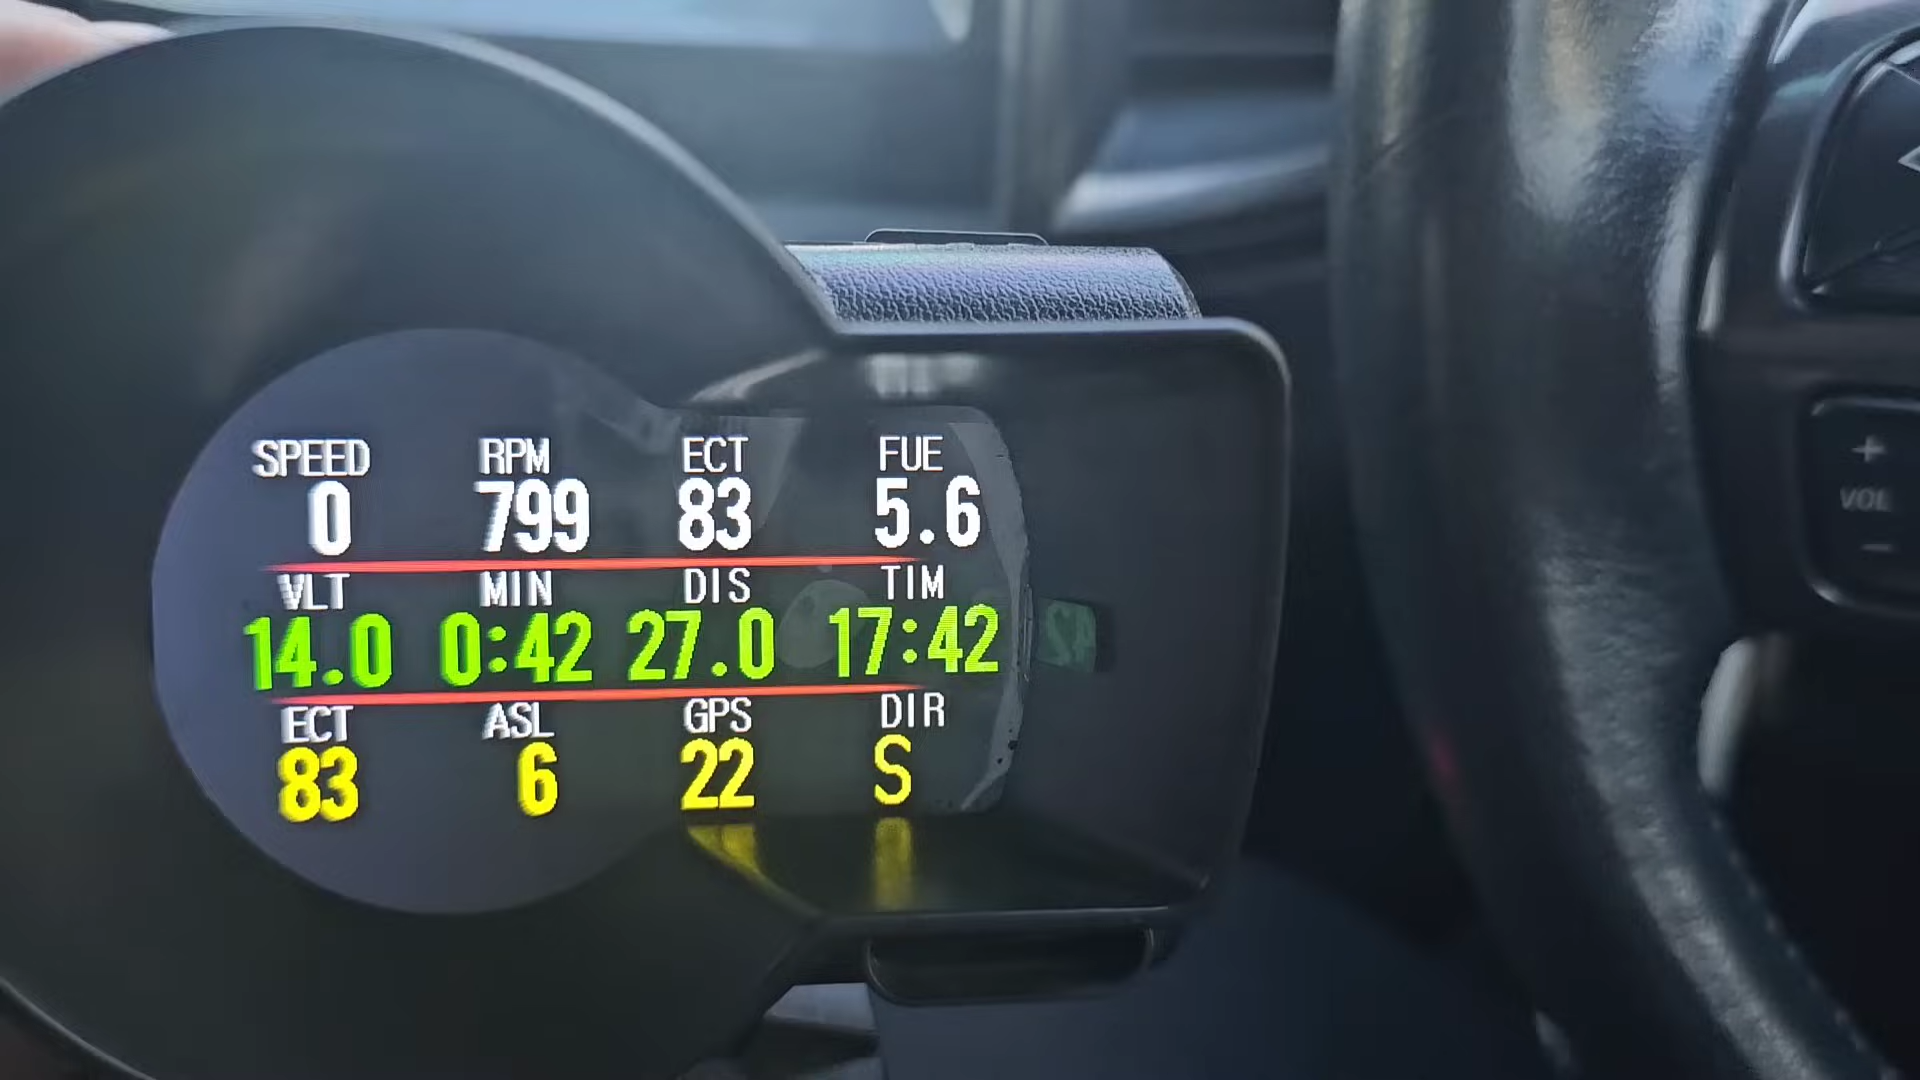 SPEED RPM ECT FUE
0 799 83 5.6
VLT MIN DIS TIM
14.0 0:42 27.0 17:42
ECT ASL GPS DIR
83 6 22 S
+
VOL
-